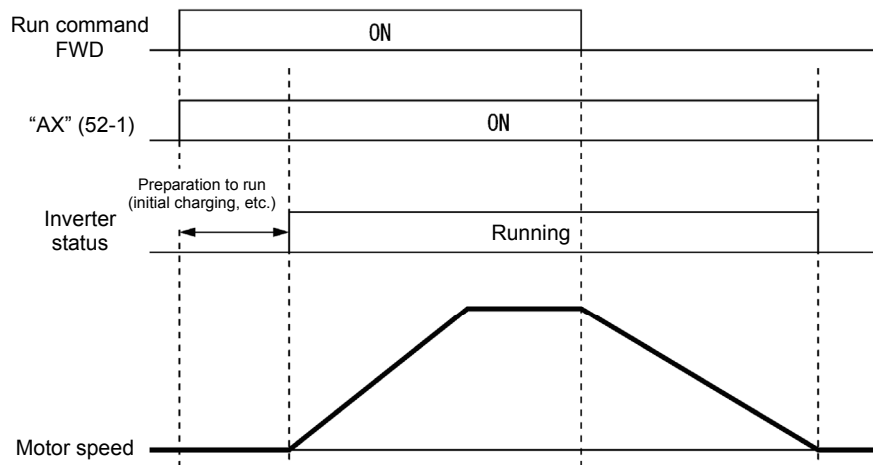 Run command
FWD
ON
“AX” (52-1)
ON
Preparation to run
(initial charging, etc.)
Inverter
status
Running
Motor speed